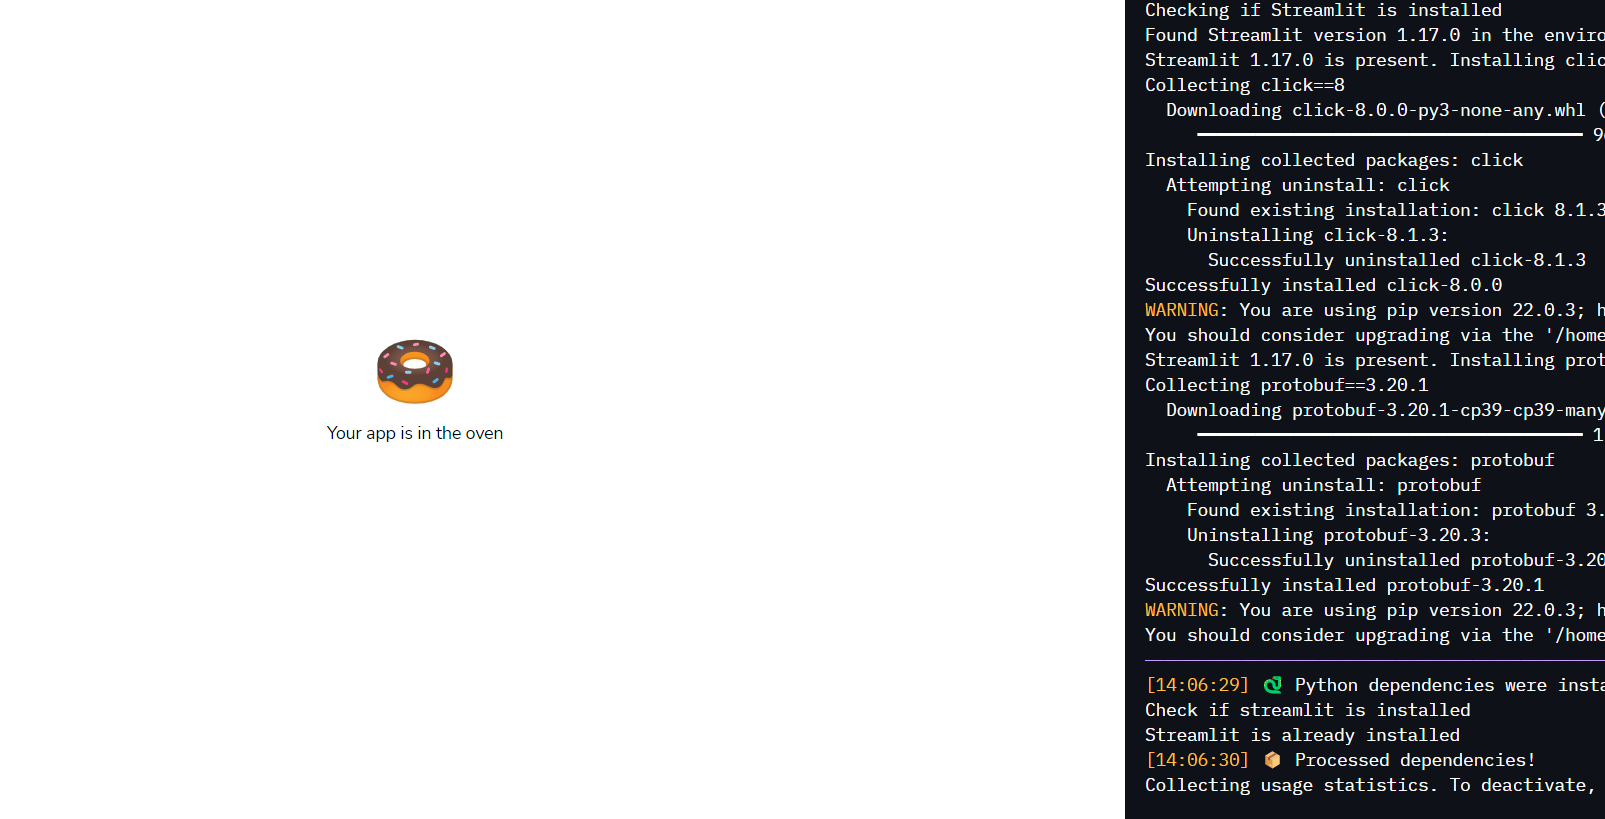 Checking if Streamlit is installed
Found Streamlit version 1.17.0 in the
Streamlit 1.17.0 is present. Installing
Collecting click==8
Downloading click-8.0.0-py3-none-any.whl (
Installing collected packages: click
Attempting uninstall: click
Found existing installation: click 8.1.3
Uninstalling click-8.1.3:
Successfully uninstalled click-8.1.3
Successfully installed click-8.0.0
WARNING: You are using pip version 22.0.3;
You should consider upgrading via the '/home
Streamlit 1.17.0 is present. Installing
Collecting protobuf==3.20.1
Downloading protobuf-3.20.1-cp39-cp39-many
Installing collected packages: protobuf
Attempting uninstall: protobuf
Found existing installation: protobuf 3.
Uninstalling protobuf-3.20.3:
Successfully uninstalled protobuf-3.20
Successfully installed protobuf-3.20.1
WARNING: You are using pip version 22.0.3;
You should consider upgrading via the '/home
[14:06:29] Python dependencies were
Check if streamlit is installed
Streamlit is already installed
[14:06:30] Processed dependencies!
Collecting usage statistics. To deactivate,
Your app is in the oven